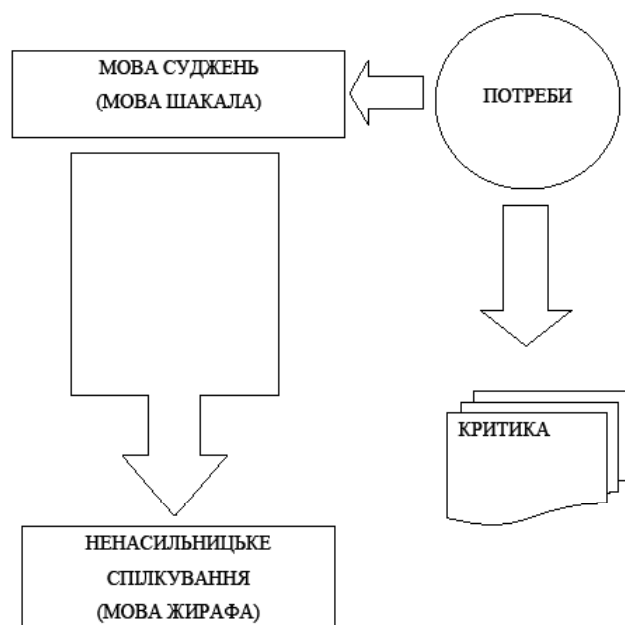 МОВА СУДЖЕНЬ
(МОВА ШАКАЛА)
ПОТРЕБИ
КРИТИКА
НЕНАСИЛЬНИЦЬКЕ
СПІЛКУВАННЯ
(МОВА ЖИРАФА)